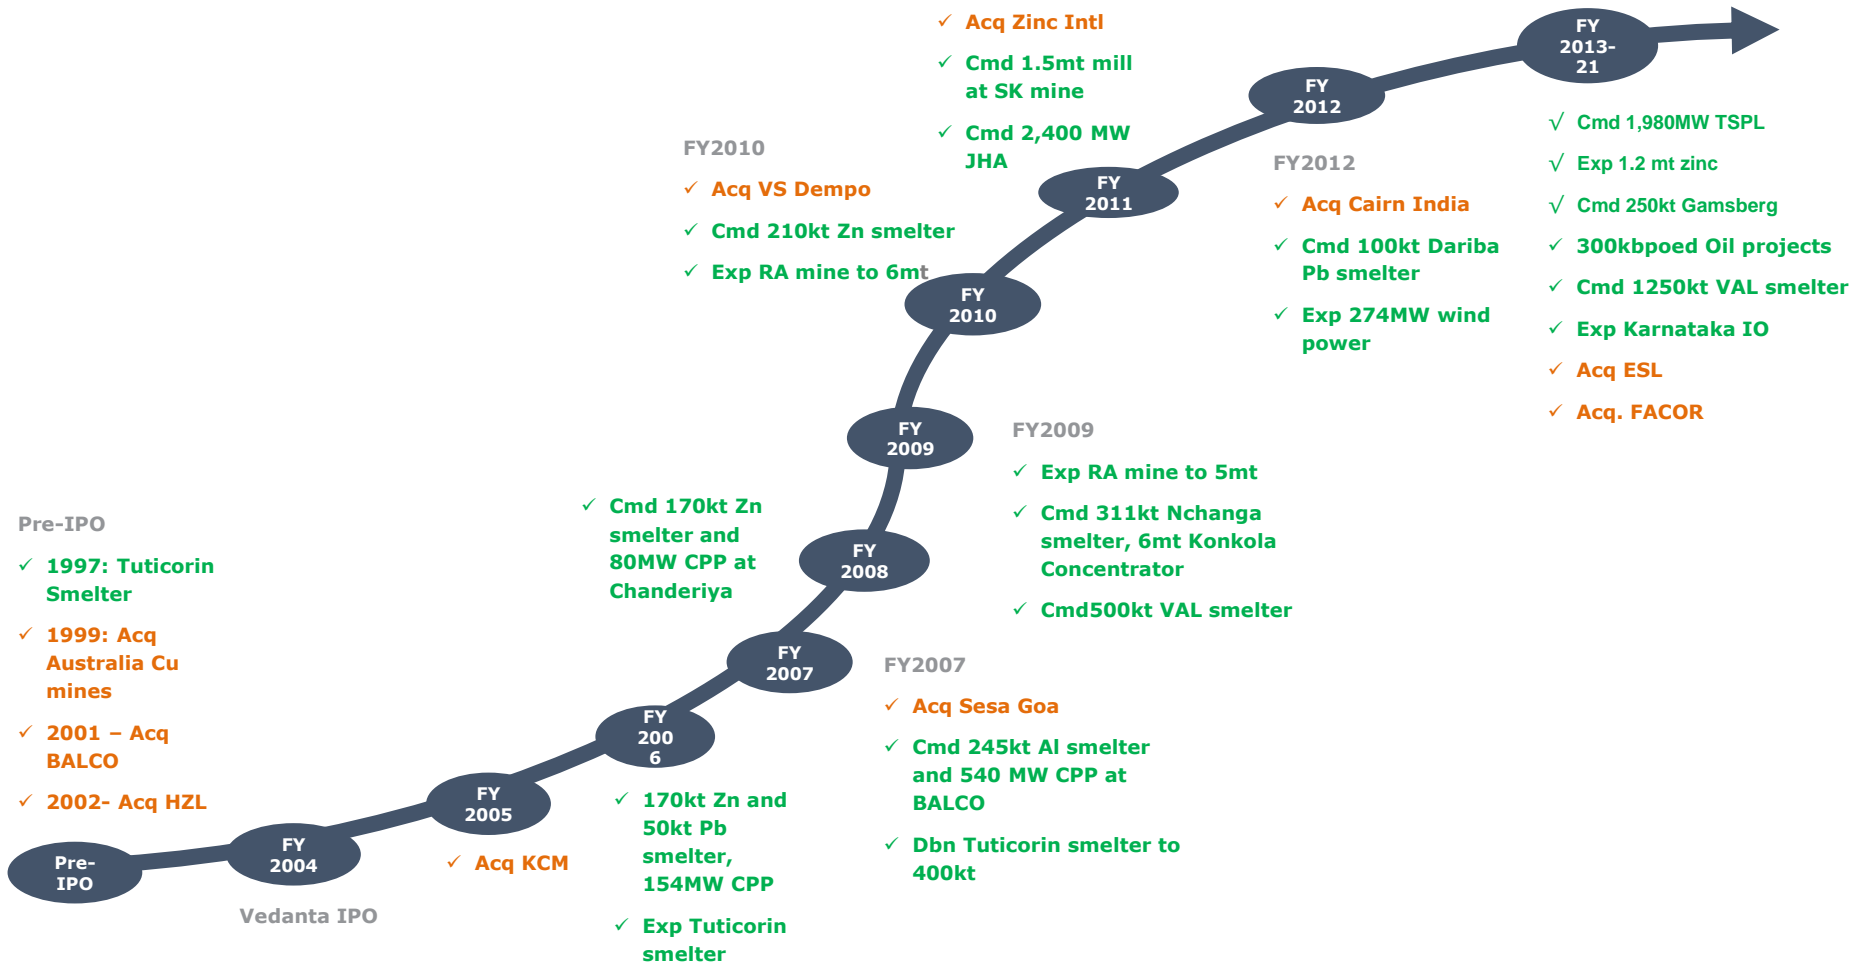 Pre-IPO
✓ 1997: Tuticorin
Smelter
✓ 1999: Acq
Australia Cu
mines
✓ 2001 – Acq
BALCO
✓ 2002- Acq HZL
Pre-
IPO
FY
2004
Vedanta IPO
FY
2005
✓ Acq KCM
FY
200
6
✓ 170kt Zn and
50kt Pb
smelter,
154MW CPP
✓ Exp Tuticorin
smelter
FY
2007
FY2007
✓ Acq Sesa Goa
✓ Cmd 245kt Al smelter
and 540 MW CPP at
BALCO
✓ Dbn Tuticorin smelter to
400kt
✓ Cmd 170kt Zn
smelter and
80MW CPP at
Chanderiya
FY
2008
FY
2009
FY2009
✓ Exp RA mine to 5mt
✓ Cmd 311kt Nchanga
smelter, 6mt Konkola
Concentrator
✓ Cmd500kt VAL smelter
FY2010
✓ Acq VS Dempo
✓ Cmd 210kt Zn smelter
✓ Exp RA mine to 6mt
FY
2010
✓ Acq Zinc Intl
✓ Cmd 1.5mt mill
at SK mine
✓ Cmd 2,400 MW
JHA
FY
2011
FY
2012
FY2012
✓ Acq Cairn India
✓ Cmd 100kt Dariba
Pb smelter
✓ Exp 274MW wind
power
FY
2013-
21
√ Cmd 1,980MW TSPL
√ Exp 1.2 mt zinc
√ Cmd 250kt Gamsberg
✓ 300kbpoed Oil projects
✓ Cmd 1250kt VAL smelter
✓ Exp Karnataka IO
✓ Acq ESL
✓ Acq. FACOR